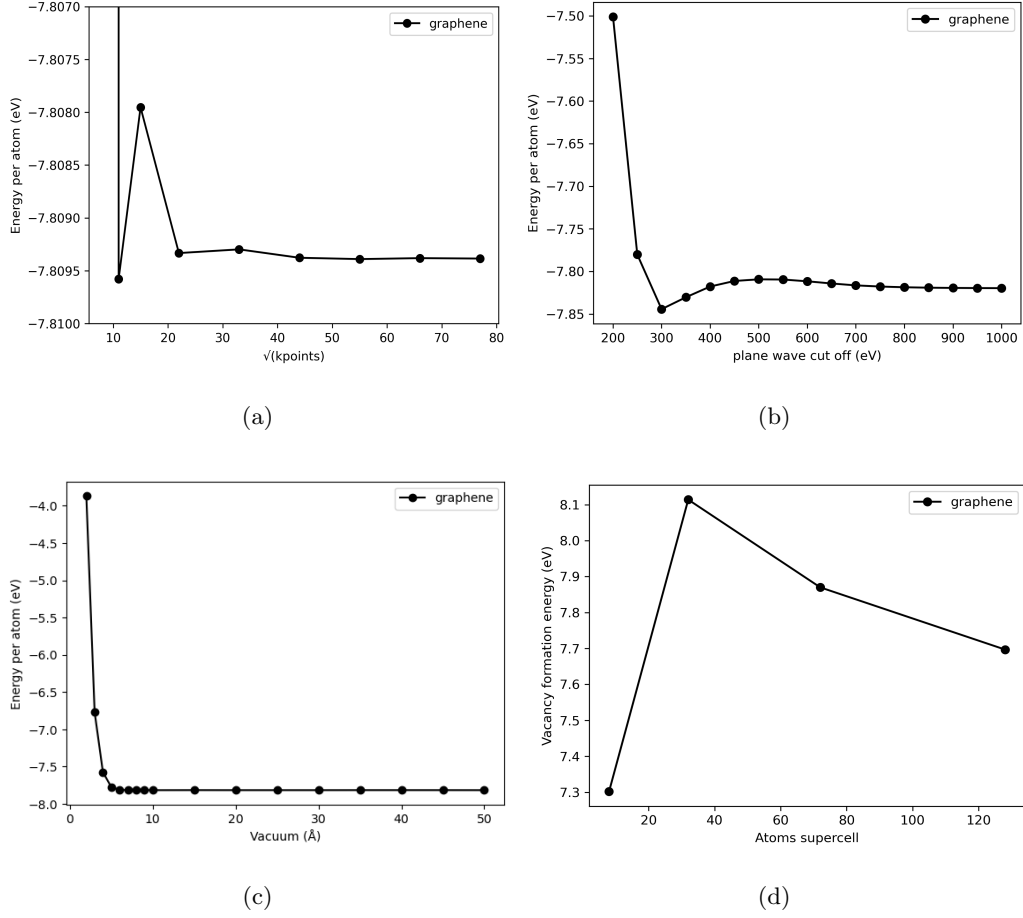 −7.8070
−7.8075
−7.8080
−7.8085
−7.8090
−7.8095
−7.8100
Energy per atom (eV)
graphene
10 20 30 40 50 60 70 80
√(kpoints)
(a)
−7.50
−7.55
−7.60
−7.65
−7.70
−7.75
−7.80
−7.85
Energy per atom (eV)
graphene
200 300 400 500 600 700 800 900 1000
plane wave cut off (eV)
(b)
−4.0
−4.5
−5.0
−5.5
−6.0
−6.5
−7.0
−7.5
−8.0
Energy per atom (eV)
graphene
0 10 20 30 40 50
Vacuum (Å)
(c)
8.1
8.0
7.9
7.8
7.7
7.6
7.5
7.4
7.3
Vacancy formation energy (eV)
graphene
20 40 60 80 100 120
Atoms supercell
(d)